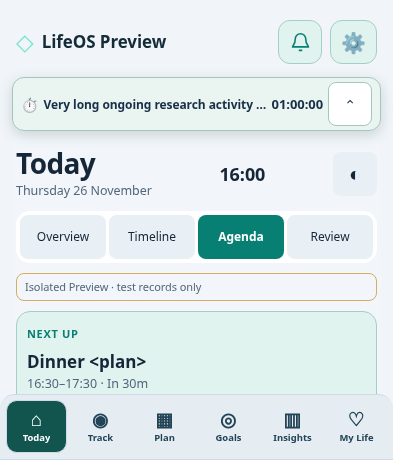 LifeOS Preview
Very long ongoing research activity ... 01:00:00
Today
16:00
Thursday 26 November
Overview Timeline Agenda Review
Isolated Preview · test records only
NEXT UP
Dinner <plan>
16:30–17:30 · In 30m
Today Track Plan Goals Insights My Life